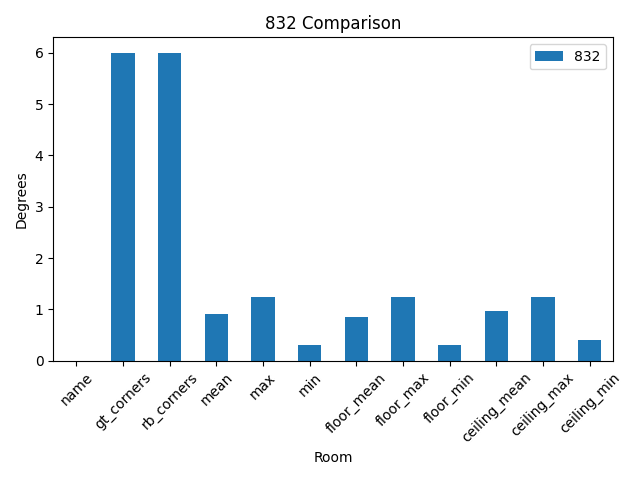 832 Comparison
832
Degrees
6
5
4
3
2
1
0
name
gt_corners
rb_corners
mean
max
min
floor_mean
floor_max
floor_min
ceiling_mean
ceiling_max
ceiling_min
Room